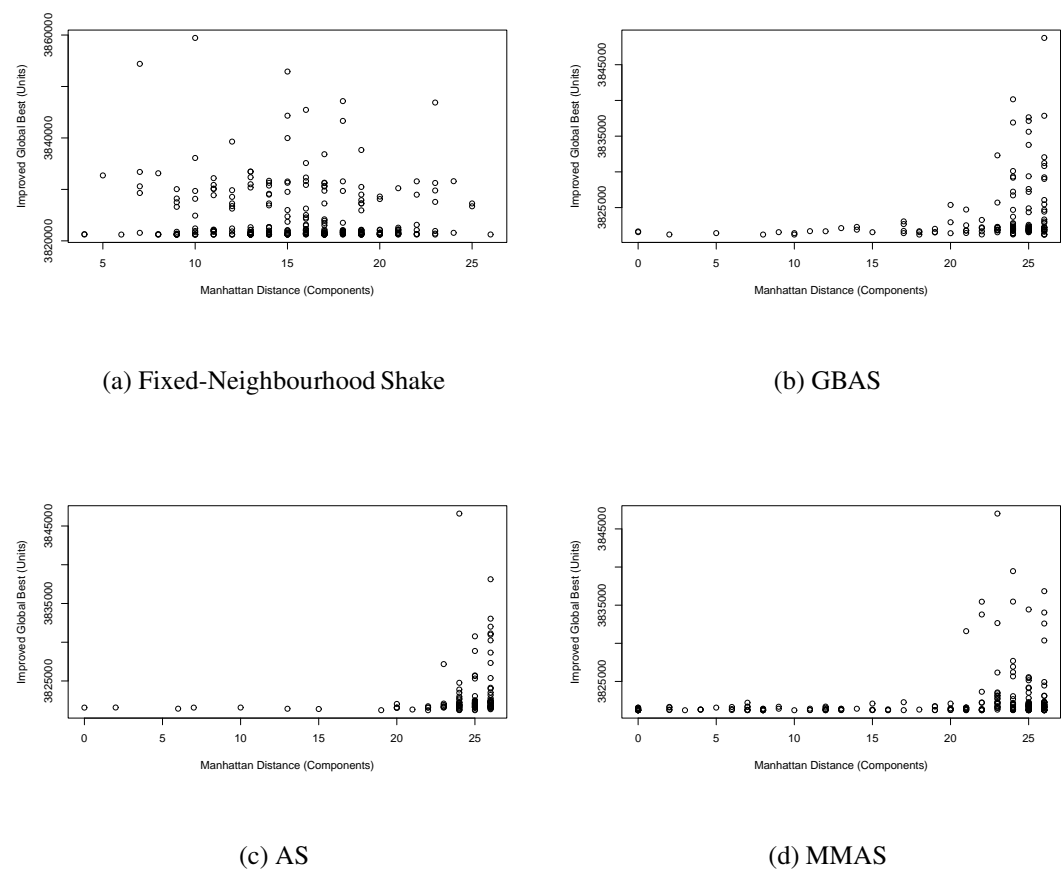 3860000
3840000
3820000
Improved Global Best (Units)
5 10 15 20 25
Manhattan Distance (Components)
(a) Fixed-Neighbourhood Shake
3845000
3835000
3825000
Improved Global Best (Units)
0 5 10 15 20 25
Manhattan Distance (Components)
(b) GBAS
3845000
3835000
3825000
Improved Global Best (Units)
0 5 10 15 20 25
Manhattan Distance (Components)
(c) AS
3845000
3835000
3825000
Improved Global Best (Units)
0 5 10 15 20 25
Manhattan Distance (Components)
(d) MMAS